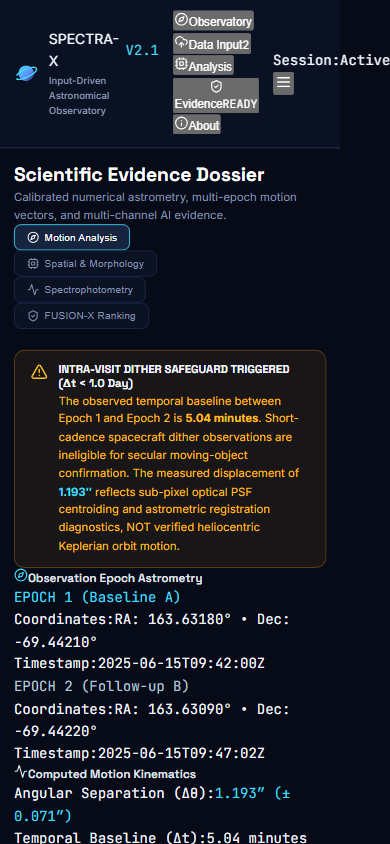 SPECTRA-
X
V2.1
Input-Driven
Astronomical
Observatory
Observatory
Data Input2
Analysis
EvidenceREADY
About
Session:Active
Scientific Evidence Dossier
Calibrated numerical astrometry, multi-epoch motion
vectors, and multi-channel AI evidence.
Motion Analysis
Spatial & Morphology
Spectrophotometry
FUSION-X Ranking
INTRA-VISIT DITHER SAFEGUARD TRIGGERED
(Δt < 1.0 Day)
The observed temporal baseline between
Epoch 1 and Epoch 2 is 5.04 minutes. Short-
cadence spacecraft dither observations are
ineligible for secular moving-object
confirmation. The measured displacement of
1.193″ reflects sub-pixel optical PSF
centroiding and astrometric registration
diagnostics, NOT verified heliocentric
Keplerian orbit motion.
Observation Epoch Astrometry
EPOCH 1 (Baseline A)
Coordinates:RA: 163.63180° • Dec:
-69.44210°
Timestamp:2025-06-15T09:42:00Z
EPOCH 2 (Follow-up B)
Coordinates:RA: 163.63090° • Dec:
-69.44220°
Timestamp:2025-06-15T09:47:02Z
Computed Motion Kinematics
Angular Separation (Δθ):1.193″ (±
0.071″)
Temporal Baseline (Δt):5.04 minutes